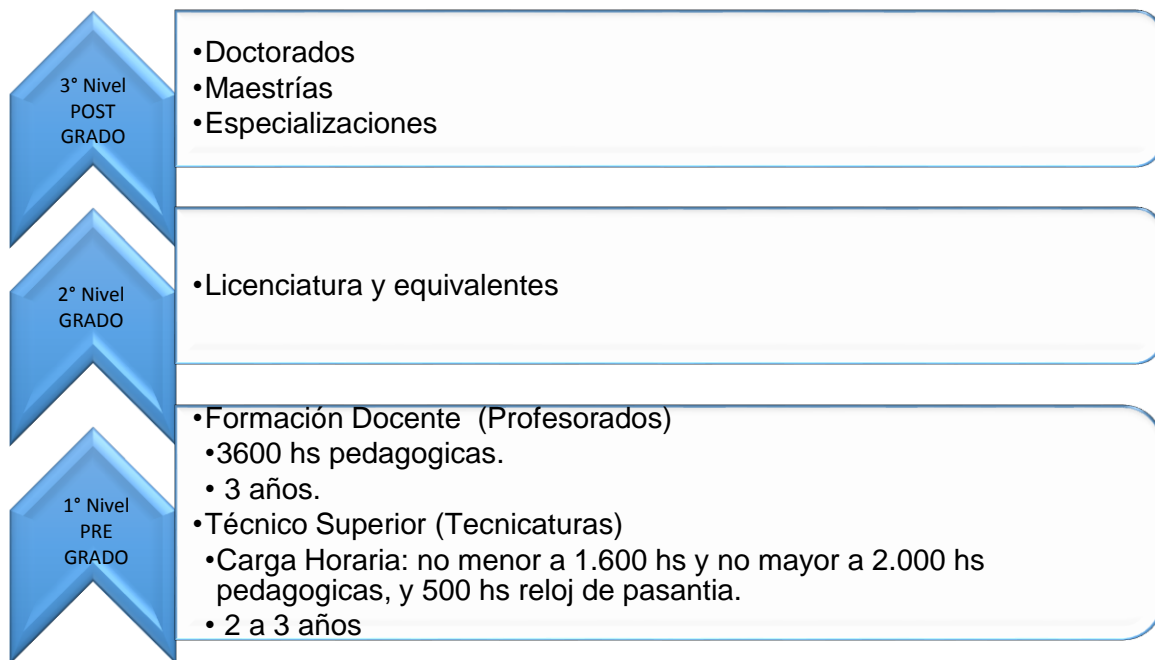 3° Nivel
POST
GRADO
•Doctorados
•Maestrías
•Especializaciones
2° Nivel
GRADO
•Licenciatura y equivalentes
1° Nivel
PRE
GRADO
•Formación Docente (Profesorados)
•3600 hs pedagogicas.
• 3 años.
•Técnico Superior (Tecnicaturas)
•Carga Horaria: no menor a 1.600 hs y no mayor a 2.000 hs
pedagogicas, y 500 hs reloj de pasantia.
• 2 a 3 años